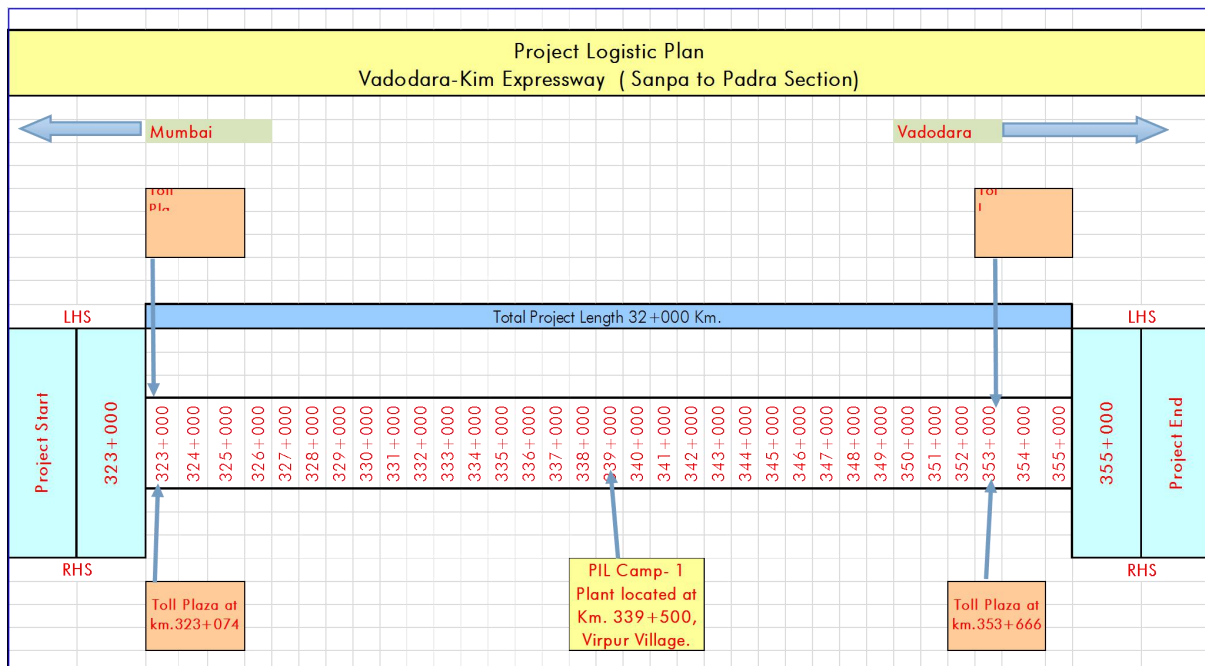 Project Logistic Plan
Vadodara-Kim Expressway ( Sanpa to Padra Section)
Mumbai
Vadodara
Toll
LHS
Total Project Length 32+000 Km.
LHS
Project Start
323+000
323+000
324+000
325+000
326+000
327+000
328+000
329+000
330+000
331+000
332+000
333+000
334+000
335+000
336+000
337+000
338+000
339+000
340+000
341+000
342+000
343+000
344+000
345+000
346+000
347+000
348+000
349+000
350+000
351+000
352+000
353+000
354+000
355+000
355+000
Project End
RHS
RHS
Toll Plaza at
km.323+074
PIL Camp- 1
Plant located at
Km. 339+500,
Virpur Village.
Toll Plaza at
km.353+666